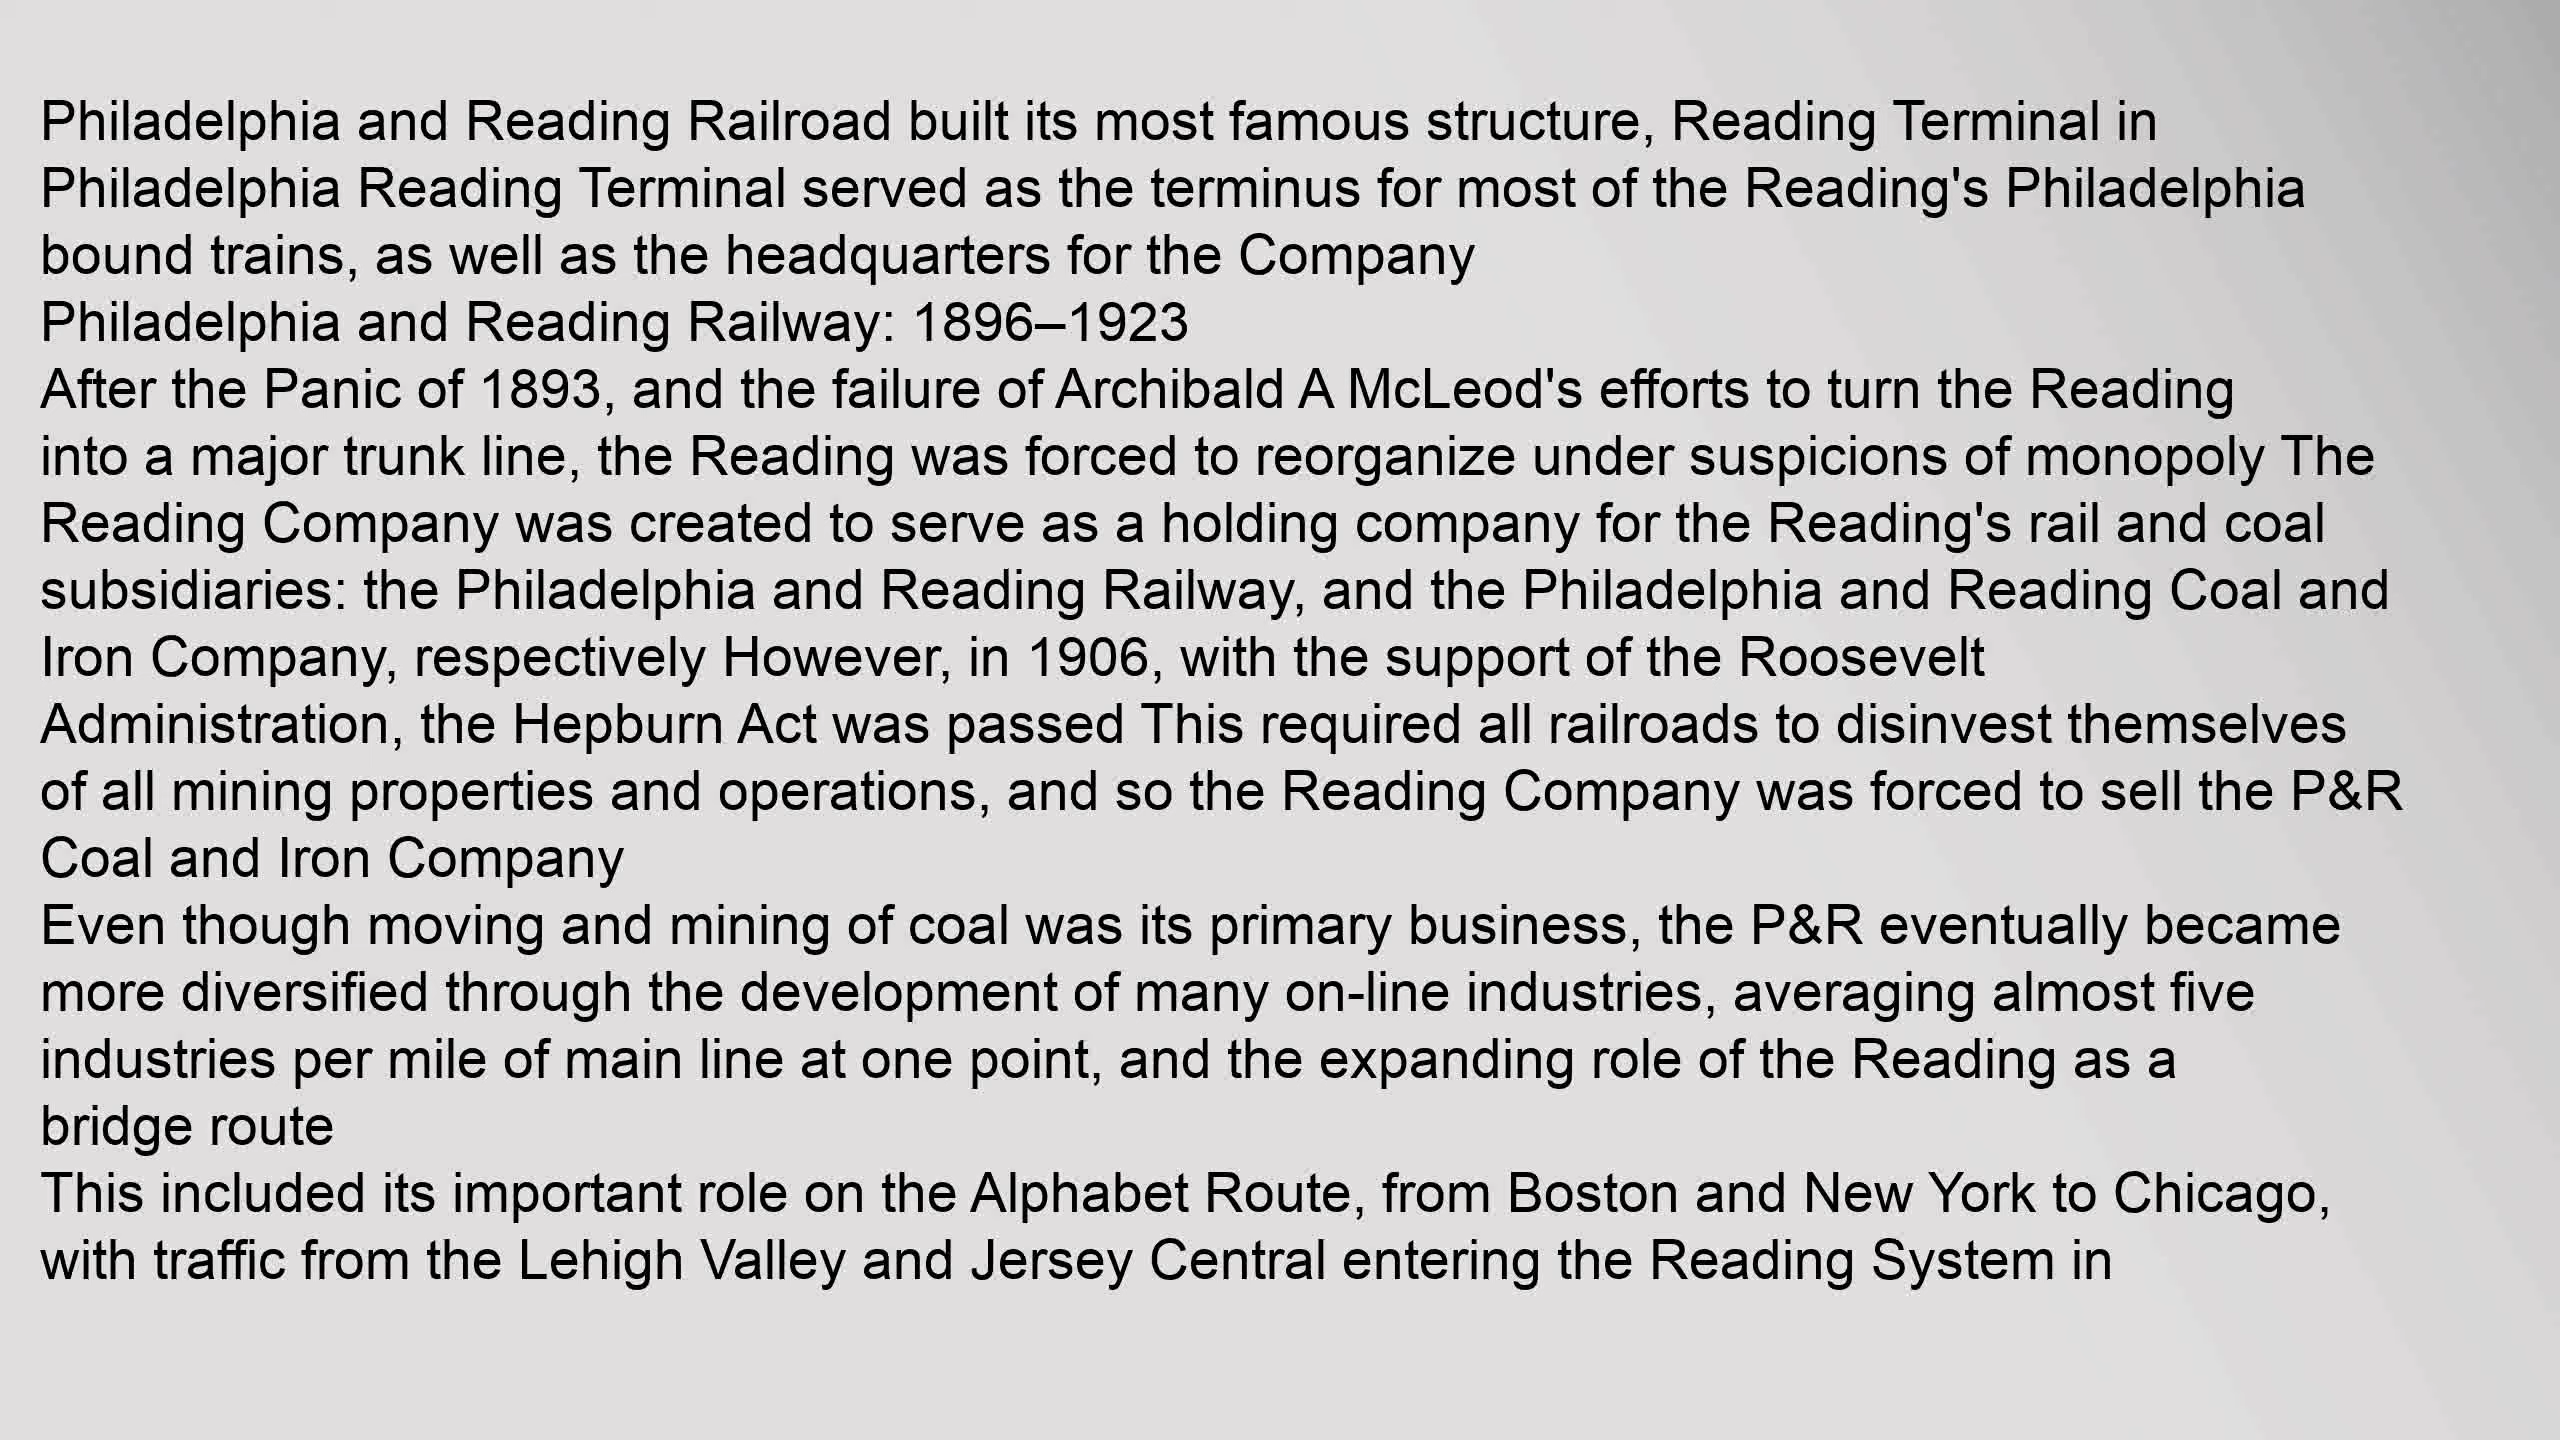 Philadelphia and Reading Railroad built its most famous structure, Reading Terminal in
Philadelphia Reading Terminal served as the terminus for most of the Reading's Philadelphia
bound trains, as well as the headquarters for the Company
Philadelphia and Reading Railway: 1896–1923
After the Panic of 1893, and the failure of Archibald A McLeod's efforts to turn the Reading
into a major trunk line, the Reading was forced to reorganize under suspicions of monopoly The
Reading Company was created to serve as a holding company for the Reading's rail and coal
subsidiaries: the Philadelphia and Reading Railway, and the Philadelphia and Reading Coal and
Iron Company, respectively However, in 1906, with the support of the Roosevelt
Administration, the Hepburn Act was passed This required all railroads to disinvest themselves
of all mining properties and operations, and so the Reading Company was forced to sell the P&R
Coal and Iron Company
Even though moving and mining of coal was its primary business, the P&R eventually became
more diversified through the development of many on-line industries, averaging almost five
industries per mile of main line at one point, and the expanding role of the Reading as a
bridge route
This included its important role on the Alphabet Route, from Boston and New York to Chicago,
with traffic from the Lehigh Valley and Jersey Central entering the Reading System in